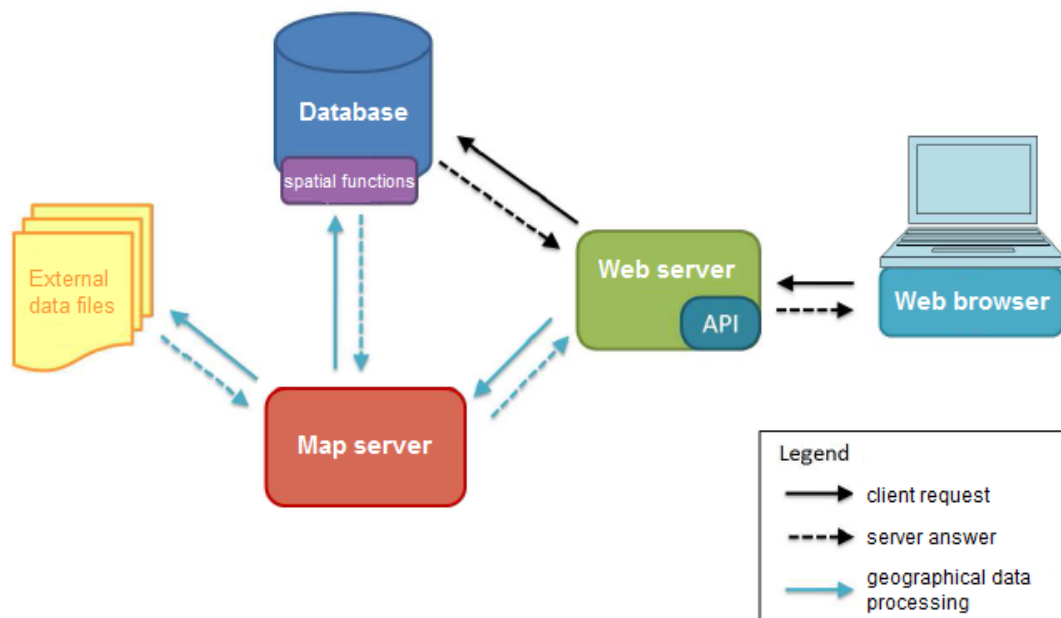 Database
spatial functions
External
data files
Web server
API
Web browser
Map server
Legend
client request
server answer
geographical data
processing